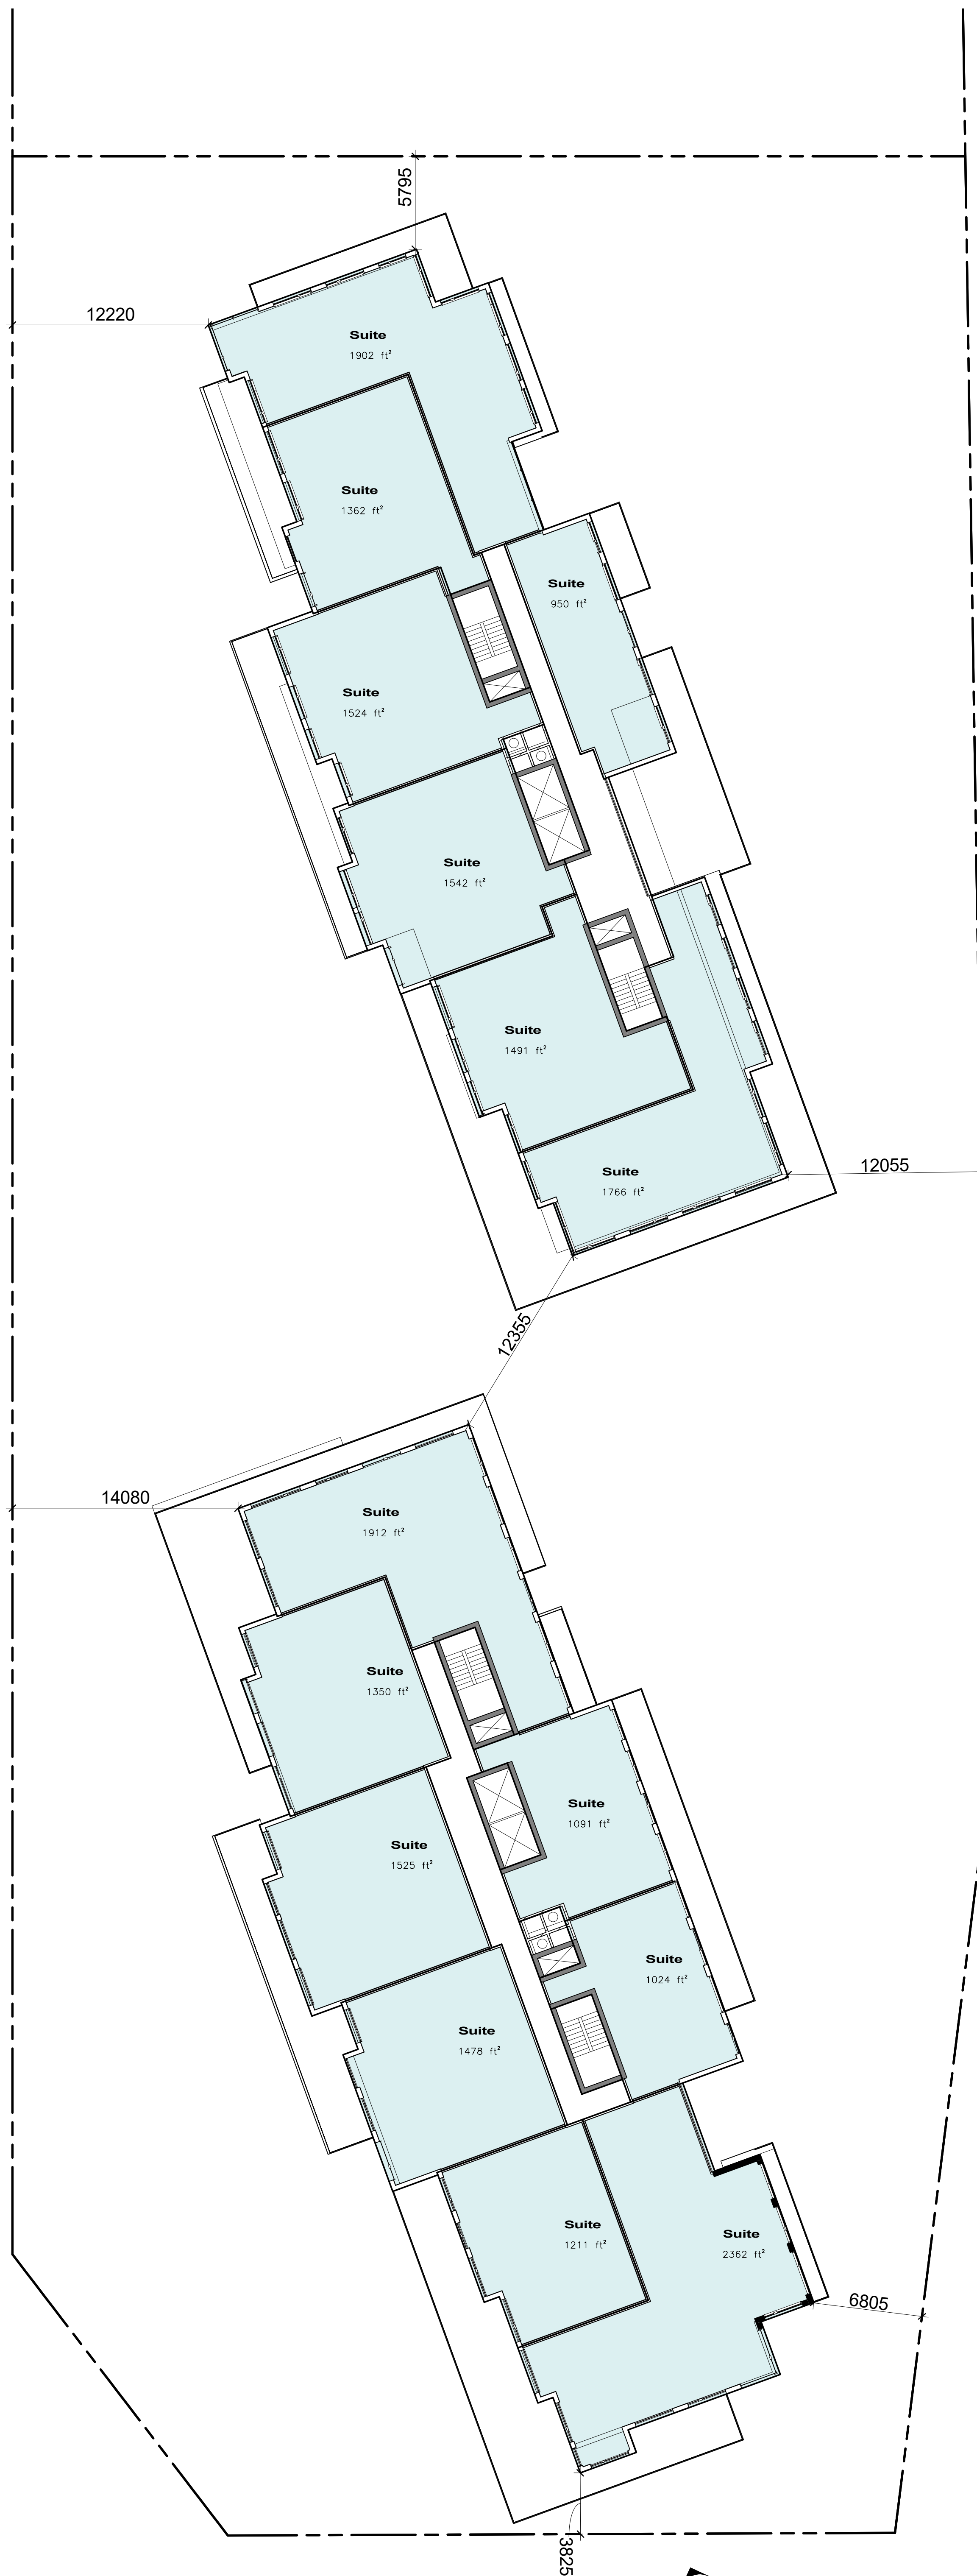 5795
12220
Suite
1902 ft²
Suite
1362 ft²
Suite
950 ft²
Suite
1524 ft²
Suite
1542 ft²
Suite
1491 ft²
12055
Suite
1766 ft²
12355
14080
Suite
1912 ft²
Suite
1350 ft²
Suite
1091 ft²
Suite
1525 ft²
Suite
1024 ft²
Suite
1478 ft²
Suite
1211 ft²
Suite
2362 ft²
6805
3825